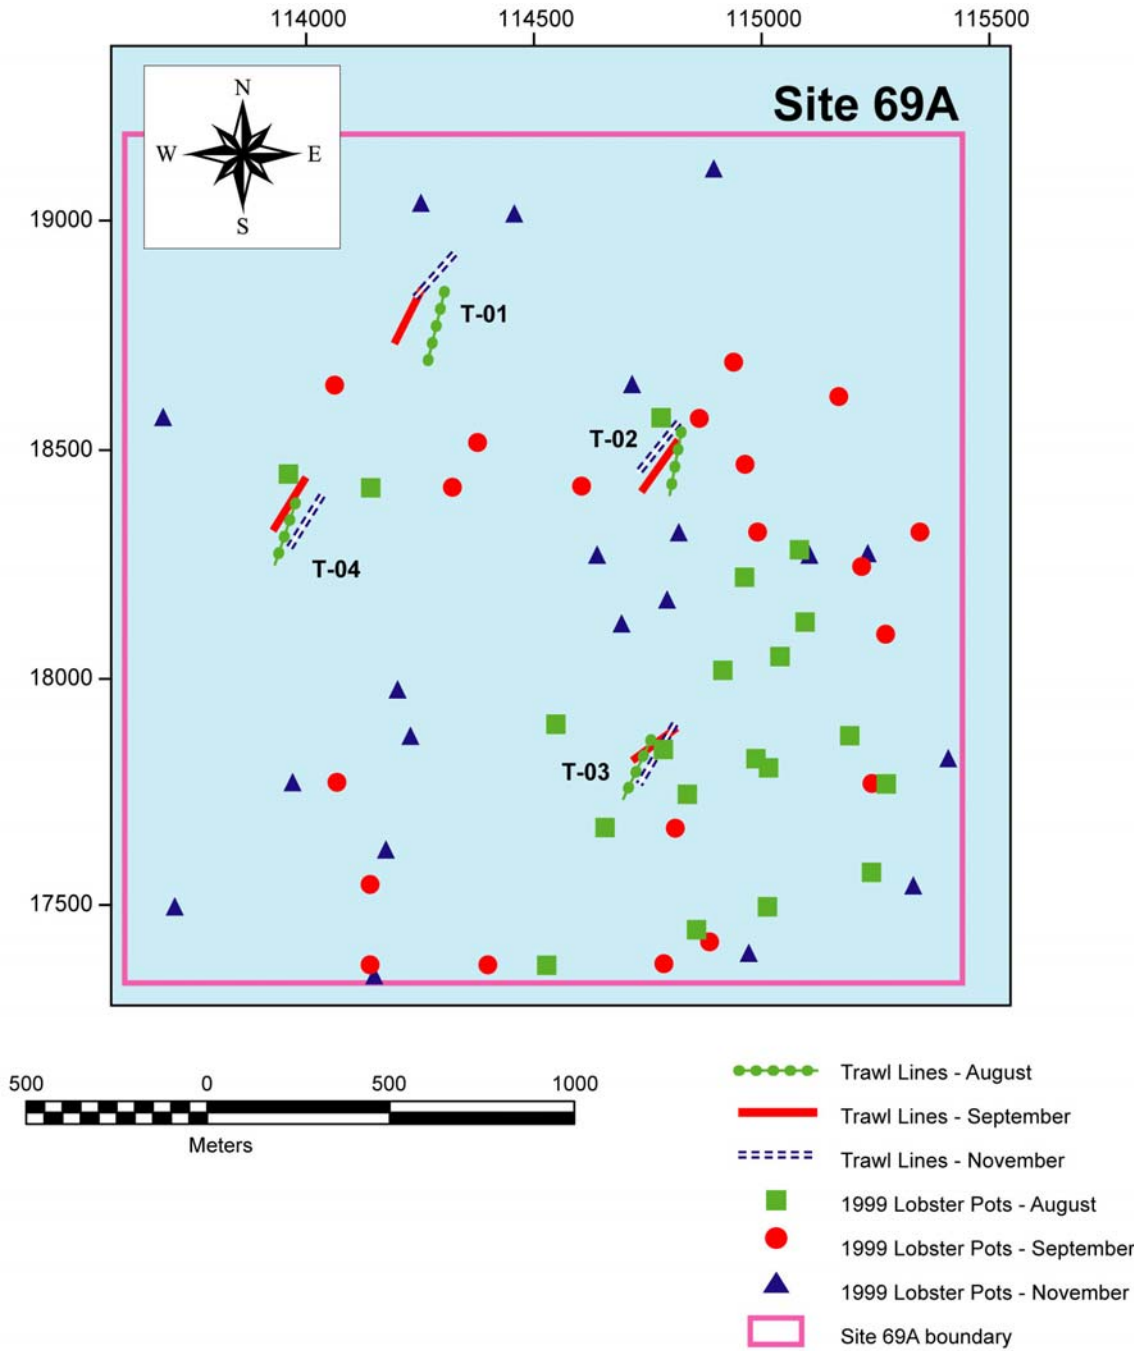 114000 114500 115000 115500
Site 69A
N
W E
S
19000
T-01
18500
T-02
T-04
18000
T-03
17500
500 0 500 1000
Meters
Trawl Lines - August
Trawl Lines - September
Trawl Lines - November
1999 Lobster Pots - August
1999 Lobster Pots - September
1999 Lobster Pots - November
Site 69A boundary